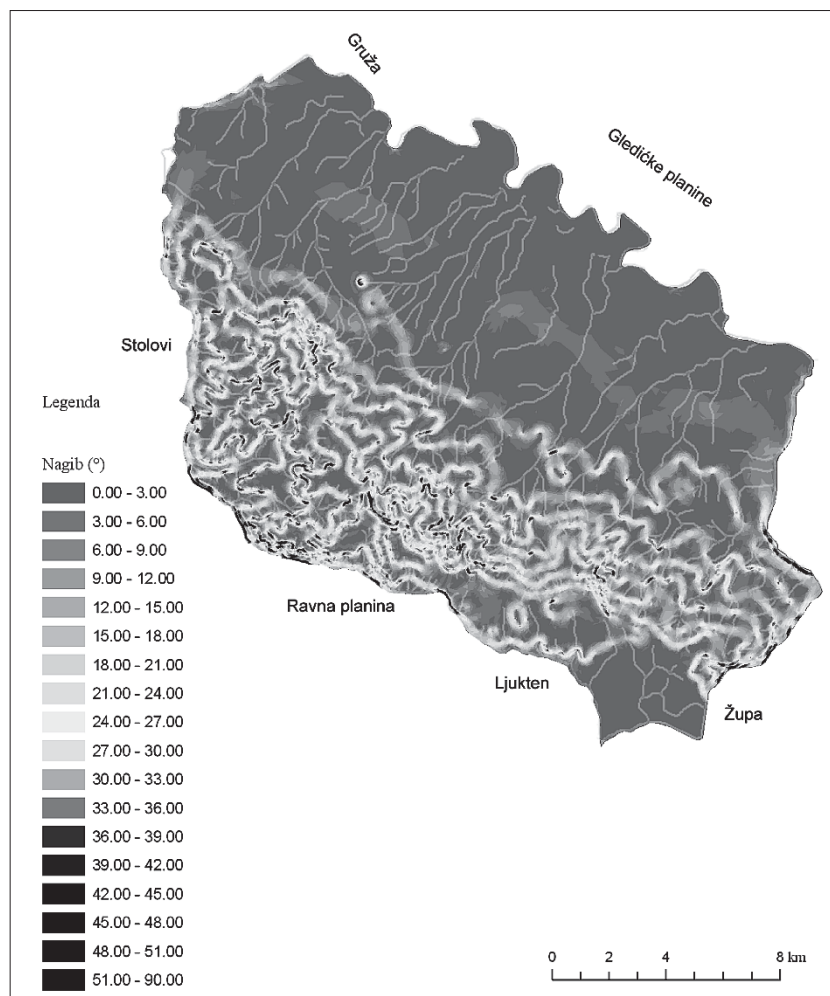 Gruža
Gledićke planine
Stolovi
Legenda
Nagib (°)
0.00 - 3.00
3.00 - 6.00
6.00 - 9.00
9.00 - 12.00
12.00 - 15.00
15.00 - 18.00
18.00 - 21.00
21.00 - 24.00
24.00 - 27.00
27.00 - 30.00
30.00 - 33.00
33.00 - 36.00
36.00 - 39.00
39.00 - 42.00
42.00 - 45.00
45.00 - 48.00
48.00 - 51.00
51.00 - 90.00
Ravna planina
Ljukten
Župa
0 2 4 6 8 km